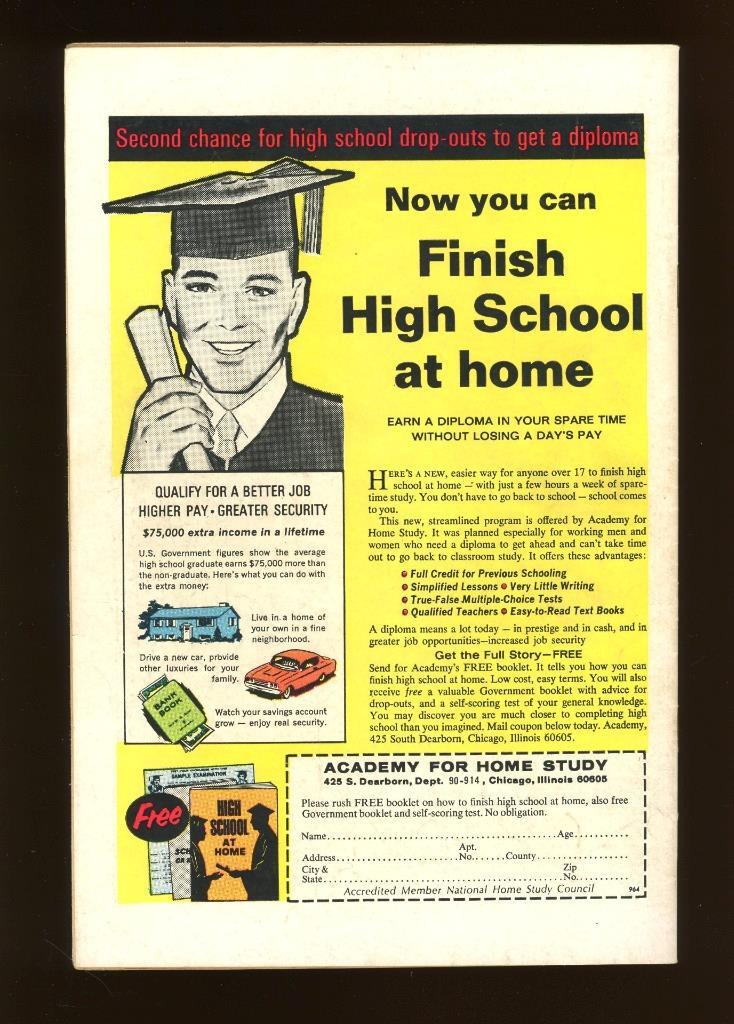 Second chance for high school drop-outs to get a diploma
Now you can
Finish
High School
at home
EARN A DIPLOMA IN YOUR SPARE TIME
WITHOUT LOSING A DAY'S PAY
HERE'S A NEW, easier way for anyone over 17 to finish high
school at home — with just a few hours a week of spare-
time study. You don't have to go back to school — school comes
to you.
This new, streamlined program is offered by Academy for
Home Study. It was planned especially for working men and
women who need a diploma to get ahead and can't take time
out to go back to classroom study. It offers these advantages:
• Full Credit for Previous Schooling
• Simplified Lessons • Very Little Writing
• True-False Multiple-Choice Tests
• Qualified Teachers • Easy-to-Read Text Books
A diploma means a lot today — in prestige and in cash, and in
greater job opportunities—increased job security
Get the Full Story—FREE
Send for Academy's FREE booklet. It tells you how you can
finish high school at home. Low cost, easy terms. You will also
receive free a valuable Government booklet with advice for
drop-outs, and a self-scoring test of your general knowledge.
You may discover you are much closer to completing high
school than you imagined. Mail coupon below today. Academy,
425 South Dearborn, Chicago, Illinois 60605.
QUALIFY FOR A BETTER JOB
HIGHER PAY • GREATER SECURITY
$75,000 extra income in a lifetime
U.S. Government figures show the average
high school graduate earns $75,000 more than
the non-graduate. Here's what you can do with
the extra money:
Live in a home of
your own in a fine
neighborhood.
Drive a new car, provide
other luxuries for your
family.
BANK
BOOK
Watch your savings account
grow — enjoy real security.
SAMPLE EXAMINATION
Free
HIGH
SCHOOL
AT
HOME
ACADEMY FOR HOME STUDY
425 S. Dearborn, Dept. 90-914, Chicago, Illinois 60605
Please rush FREE booklet on how to finish high school at home, also free
Government booklet and self-scoring test. No obligation.
Name Age
Apt.
Address No. County
City & Zip
State No.
Accredited Member National Home Study Council 964